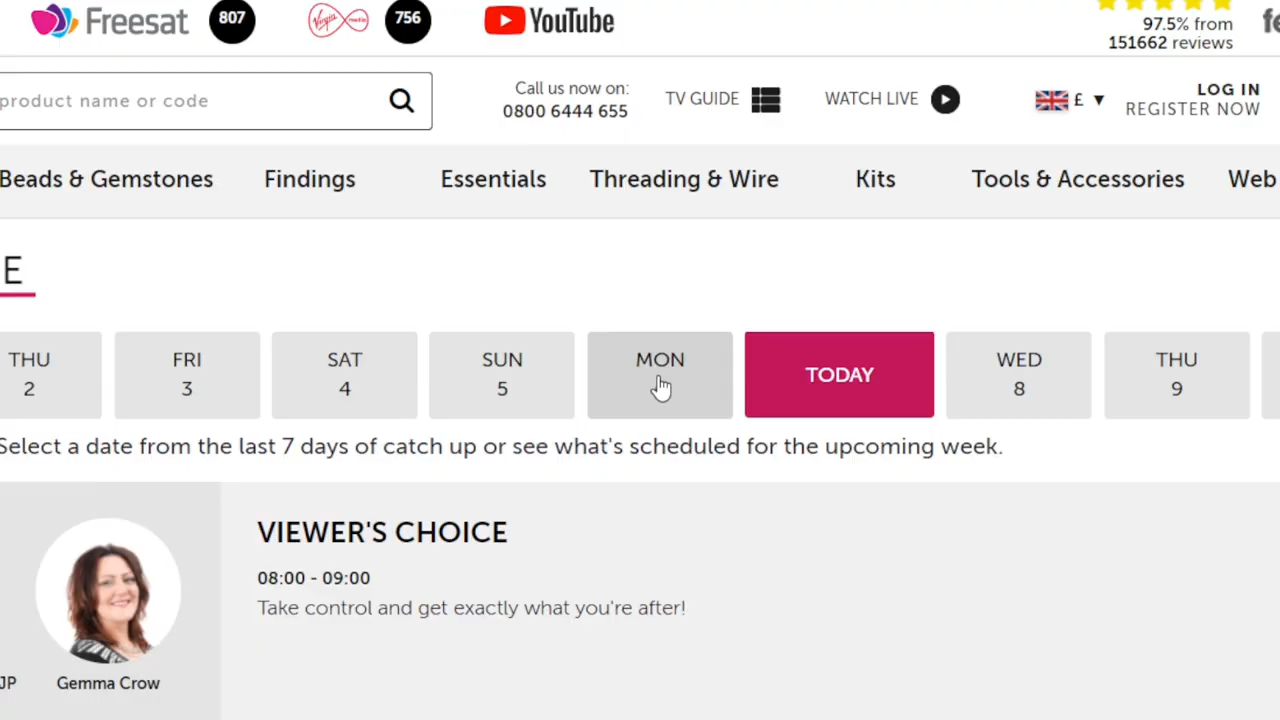 Freesat 807 Virgin media 756 YouTube
97.5% from
151662 reviews
product name or code
Call us now on:
0800 6444 655
TV GUIDE
WATCH LIVE
£ ▼
LOG IN
REGISTER NOW
Beads & Gemstones Findings Essentials Threading & Wire Kits Tools & Accessories Web
E
THU
2
FRI
3
SAT
4
SUN
5
MON
TODAY
WED
8
THU
9
Select a date from the last 7 days of catch up or see what's scheduled for the upcoming week.
VIEWER'S CHOICE
08:00 - 09:00
Take control and get exactly what you're after!
JP
Gemma Crow